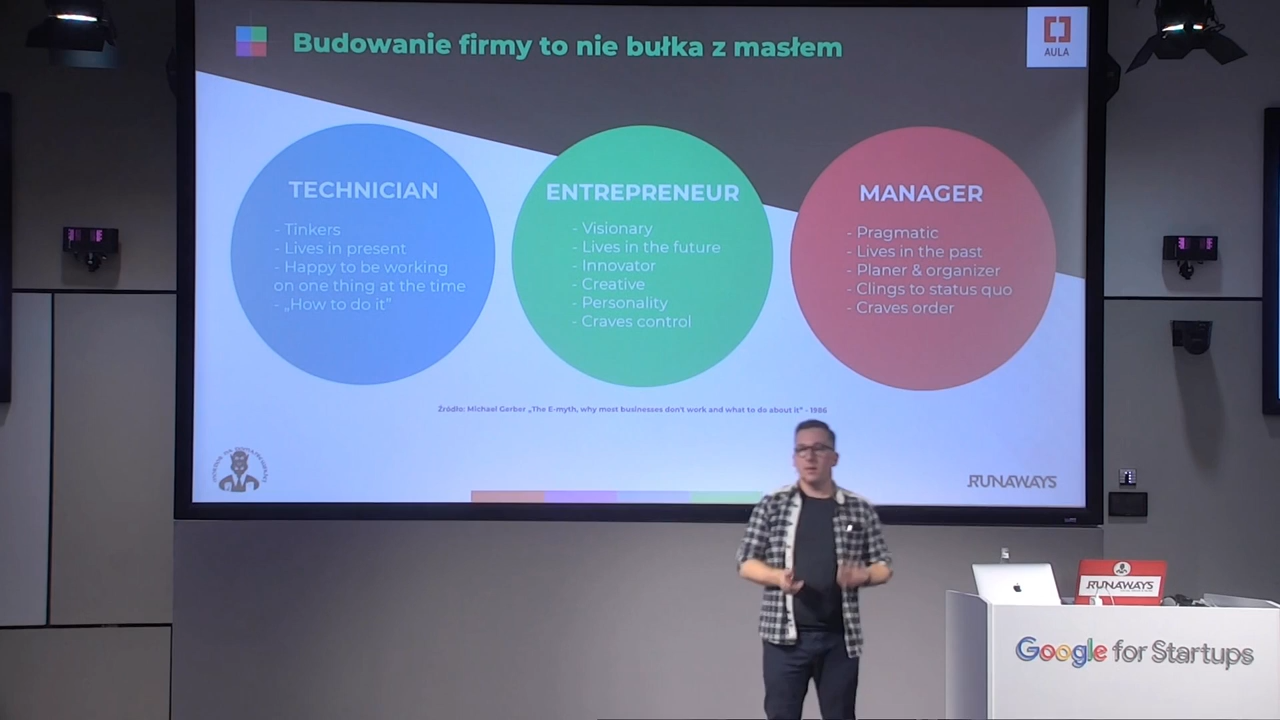 Budowanie firmy to nie bułka z masłem
AULA
TECHNICIAN
- Tinkers
- Lives in present
- Happy to be working
on one thing at the time
- „How to do it”
ENTREPRENEUR
- Visionary
- Lives in the future
- Innovator
- Creative
- Personality
- Craves control
MANAGER
- Pragmatic
- Lives in the past
- Planer & organizer
- Clings to status quo
- Craves order
Źródło: Michael Gerber „The E-myth, why most businesses don't work and what to do about it” - 1986
RUNAWAYS
RUNAWAYS
Google for Startups